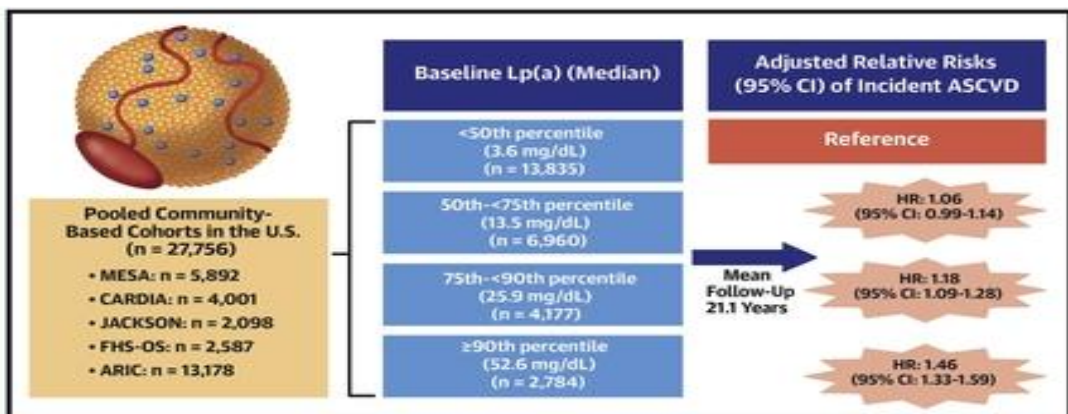 Pooled Community-
Based Cohorts in the U.S.
(n = 27,756)
• MESA: n = 5,892
• CARDIA: n = 4,001
• JACKSON: n = 2,098
• FHS-OS: n = 2,587
• ARIC: n = 13,178
Baseline Lp(a) (Median)
<50th percentile
(3.6 mg/dL)
(n = 13,835)
50th-<75th percentile
(13.5 mg/dL)
(n = 6,960)
75th-<90th percentile
(25.9 mg/dL)
(n = 4,177)
≥90th percentile
(52.6 mg/dL)
(n = 2,784)
Mean
Follow-Up
21.1 Years
Adjusted Relative Risks
(95% CI) of Incident ASCVD
Reference
HR: 1.06
(95% CI: 0.99-1.14)
HR: 1.18
(95% CI: 1.09-1.28)
HR: 1.46
(95% CI: 1.33-1.59)